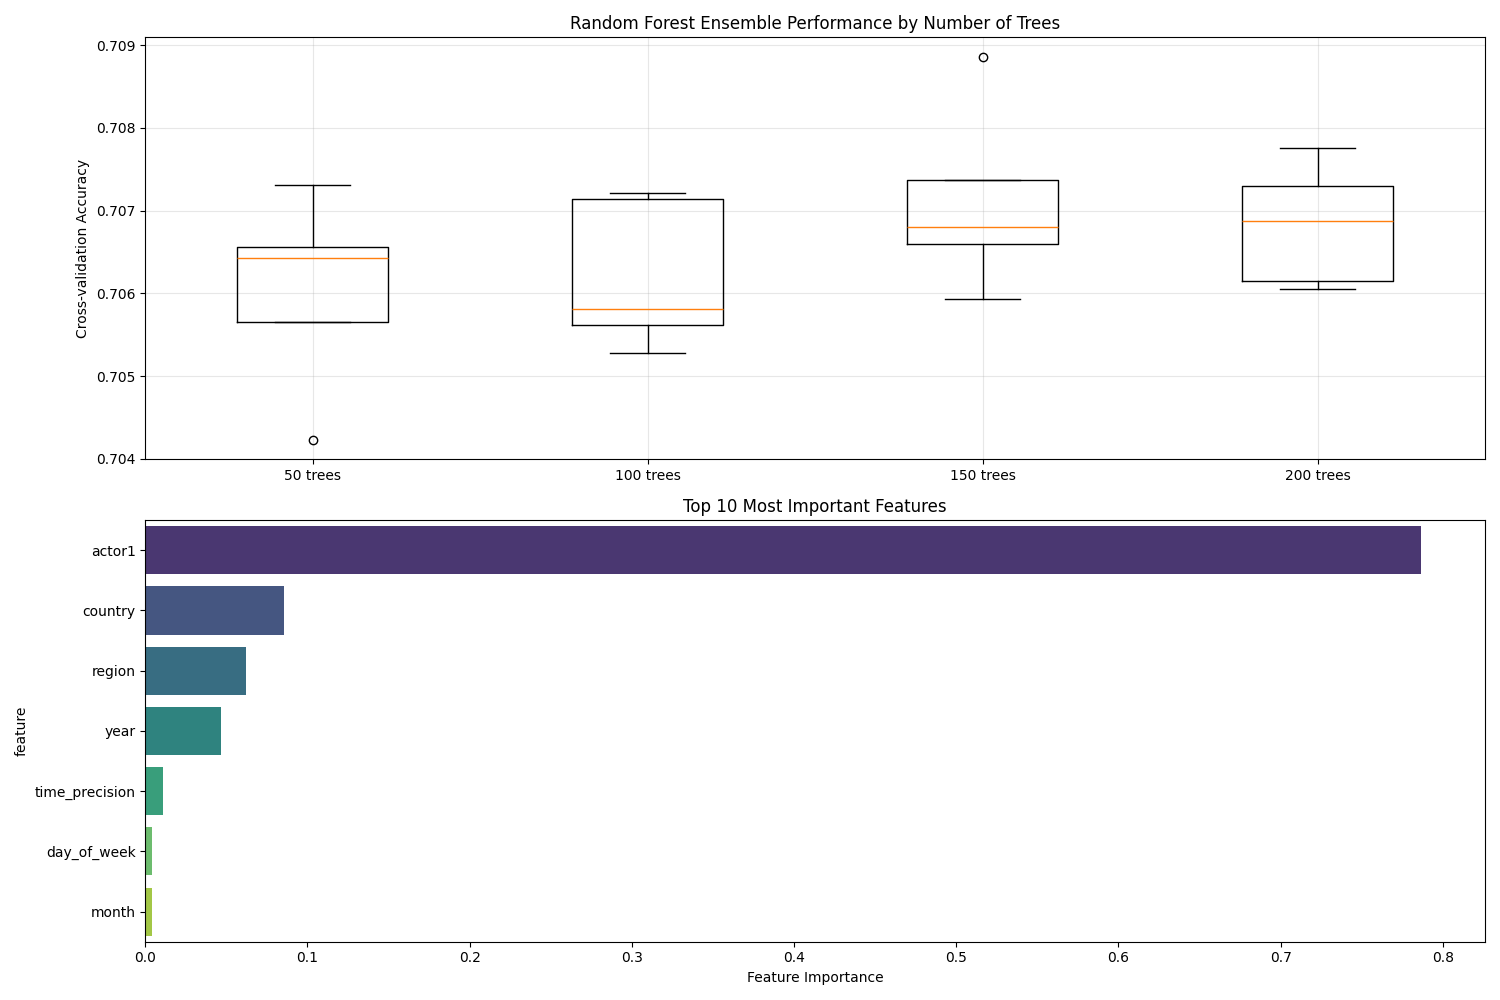 Random Forest Ensemble Performance by Number of Trees
0.709
0.708
0.707
0.706
0.705
0.704
Cross-validation Accuracy
50 trees
100 trees
150 trees
200 trees
Top 10 Most Important Features
actor1
country
region
year
time_precision
day_of_week
month
feature
0.0
0.1
0.2
0.3
0.4
0.5
0.6
0.7
0.8
Feature Importance